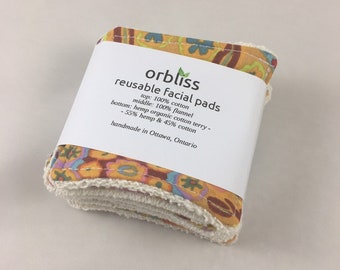 orbliss
reusable facial pads
top: 100% cotton
middle: 100% flannel
bottom: hemp organic cotton terry -
- 55% hemp & 45% cotton
handmade in Ottawa, Ontario